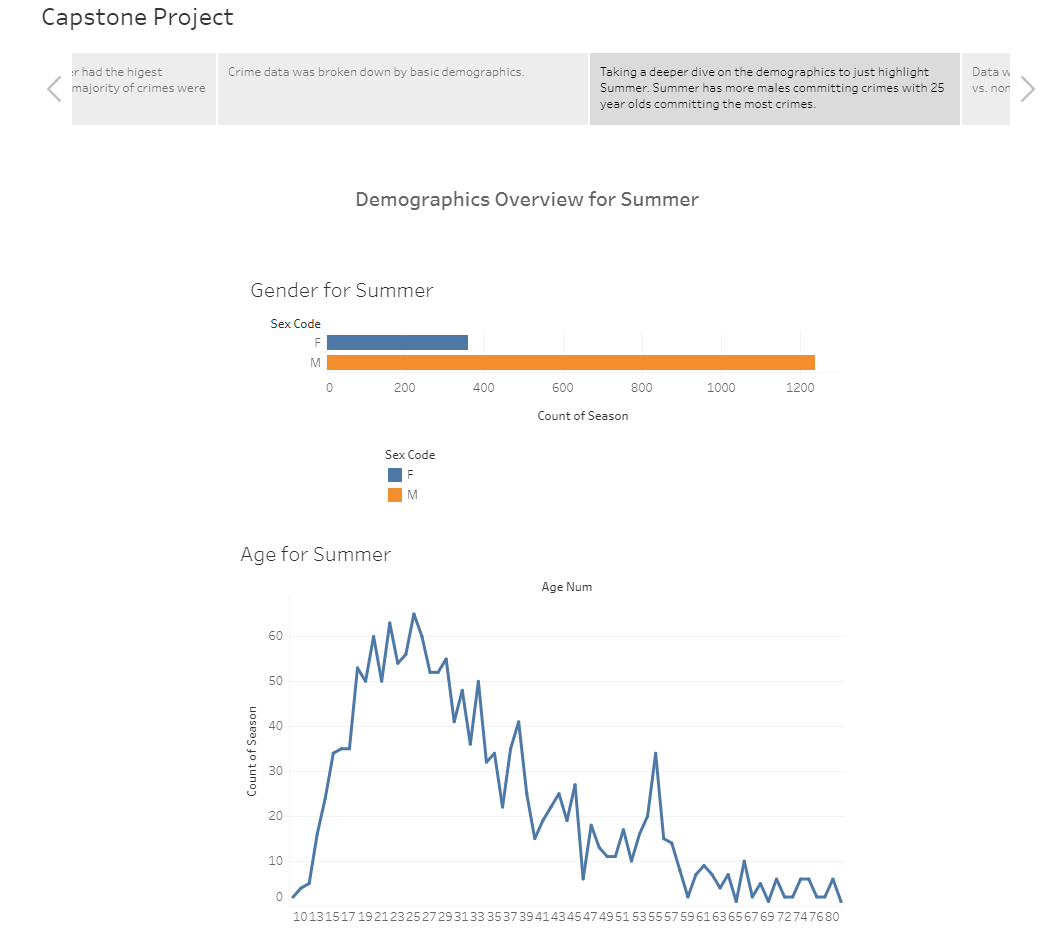 Capstone Project
er had the higest
majority of crimes were
Crime data was broken down by basic demographics.
Taking a deeper dive on the demographics to just highlight
Summer. Summer has more males committing crimes with 25
year olds committing the most crimes.
Data w
vs. non
Demographics Overview for Summer
Gender for Summer
Sex Code
F
M
0 200 400 600 800 1000 1200
Count of Season
Sex Code
F
M
Age for Summer
Age Num
60
50
40
30
20
10
0
Count of Season
10 13 15 17 19 21 23 25 27 29 31 33 35 37 39 41 43 45 47 49 51 53 55 57 59 61 63 65 67 69 72 74 76 80